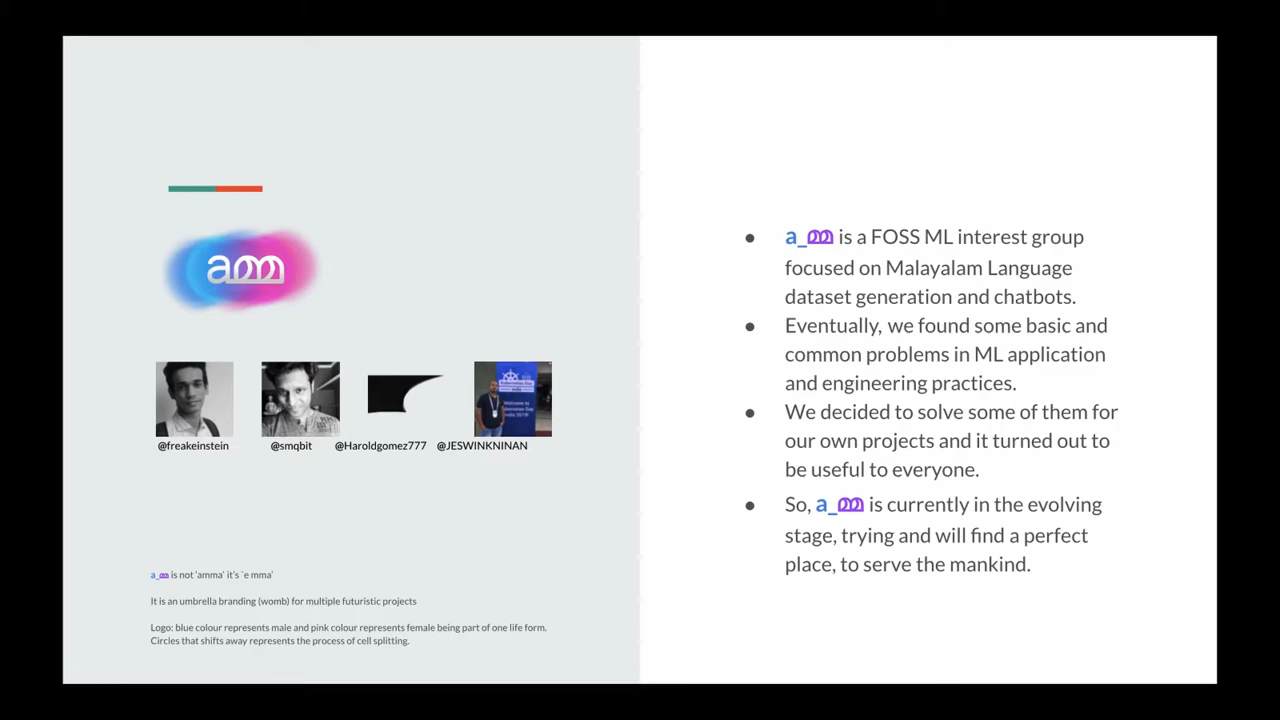 aമ്മ
@freakeinstein
@smqbit
@Haroldgomez777
@JESWINKNINAN
a_മ്മ is not 'amma' it's `e mma'
It is an umbrella branding (womb) for multiple futuristic projects
Logo: blue colour represents male and pink colour represents female being part of one life form.
Circles that shifts away represents the process of cell splitting.
● a_മ്മ is a FOSS ML interest group
focused on Malayalam Language
dataset generation and chatbots.
● Eventually, we found some basic and
common problems in ML application
and engineering practices.
● We decided to solve some of them for
our own projects and it turned out to
be useful to everyone.
● So, a_മ്മ is currently in the evolving
stage, trying and will find a perfect
place, to serve the mankind.